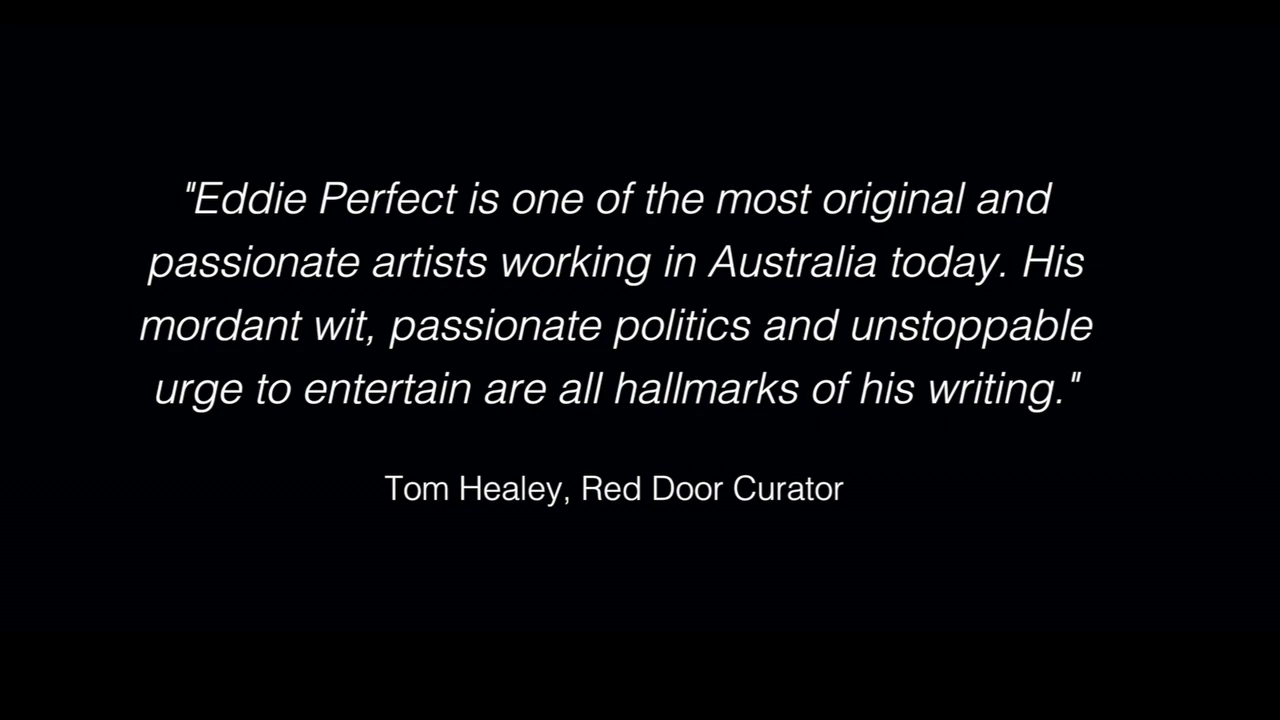 "Eddie Perfect is one of the most original and
passionate artists working in Australia today. His
mordant wit, passionate politics and unstoppable
urge to entertain are all hallmarks of his writing."
Tom Healey, Red Door Curator